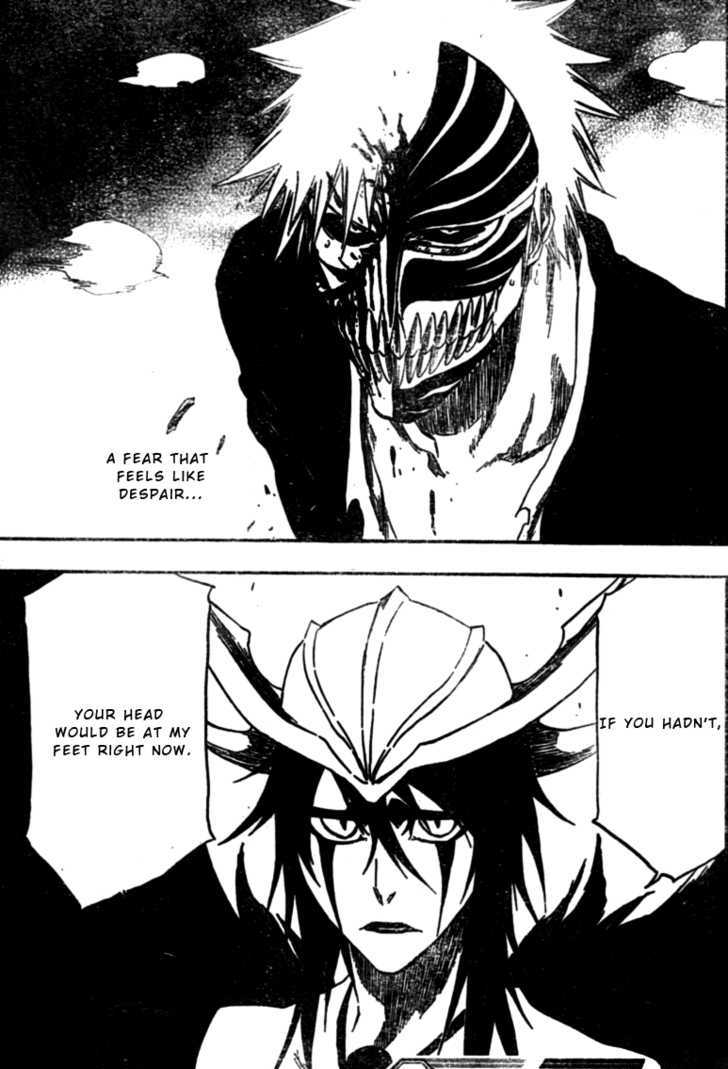 A FEAR THAT
FEELS LIKE
DESPAIR...
IF YOU HADN'T,
YOUR HEAD
WOULD BE AT MY
FEET RIGHT NOW.